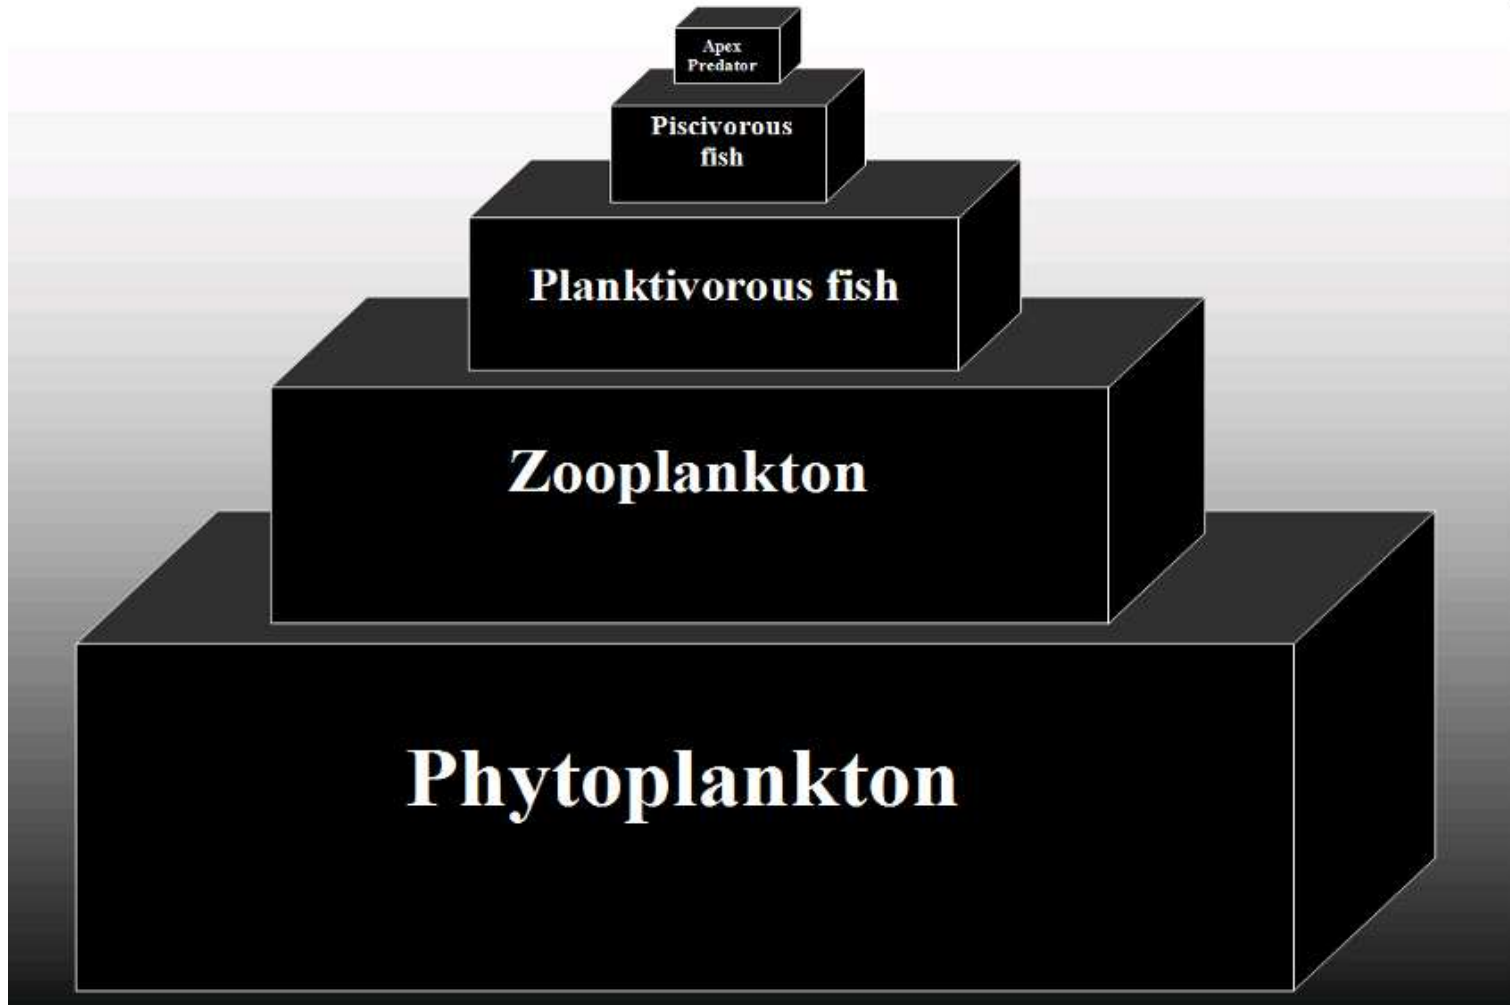 Apex
Predator
Piscivorous
fish
Planktivorous fish
Zooplankton
Phytoplankton